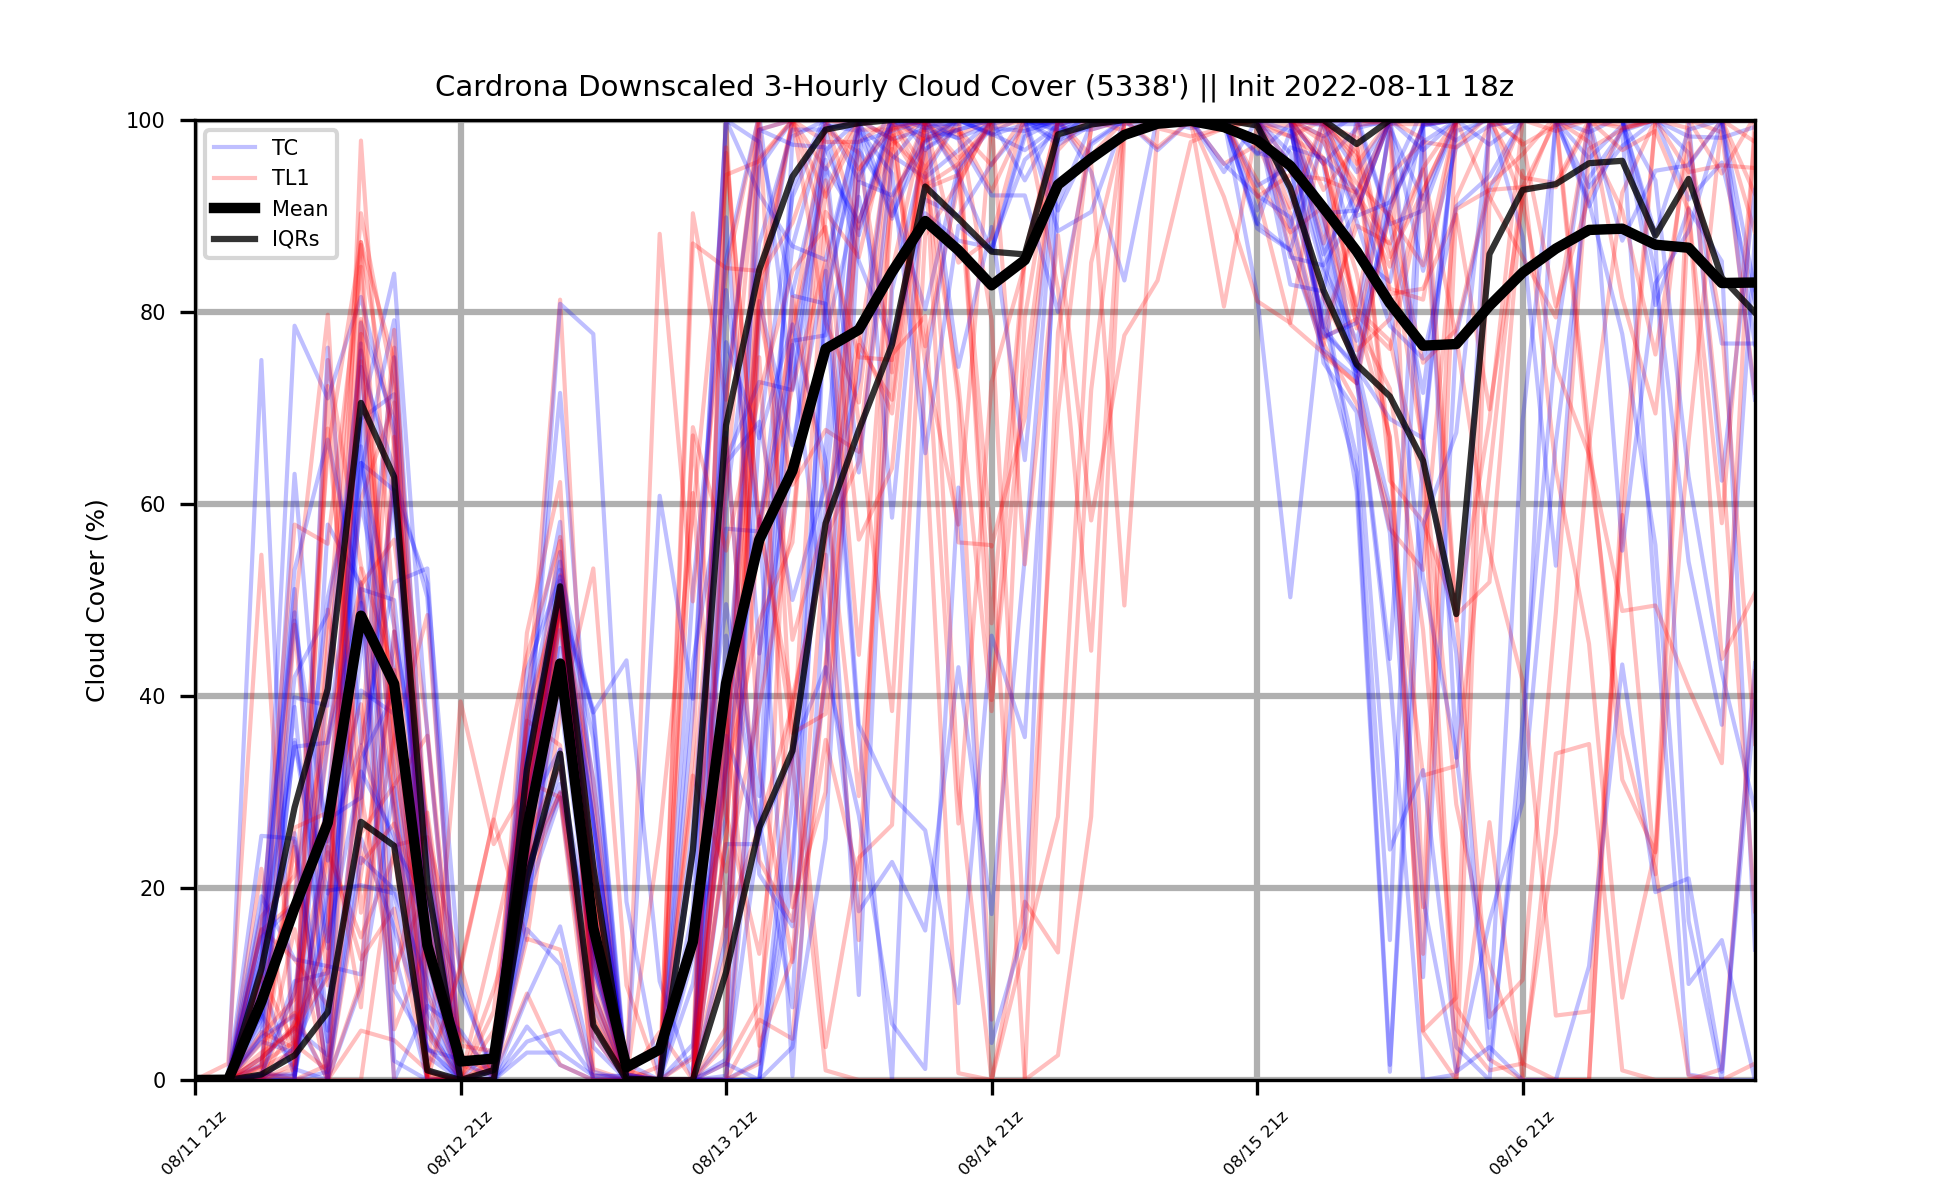 Cardrona Downscaled 3-Hourly Cloud Cover (5338') || Init 2022-08-11 18z
TC
TL1
Mean
IQRs
Cloud Cover (%)
100
80
60
40
20
0
08/11 21z
08/12 21z
08/13 21z
08/14 21z
08/15 21z
08/16 21z